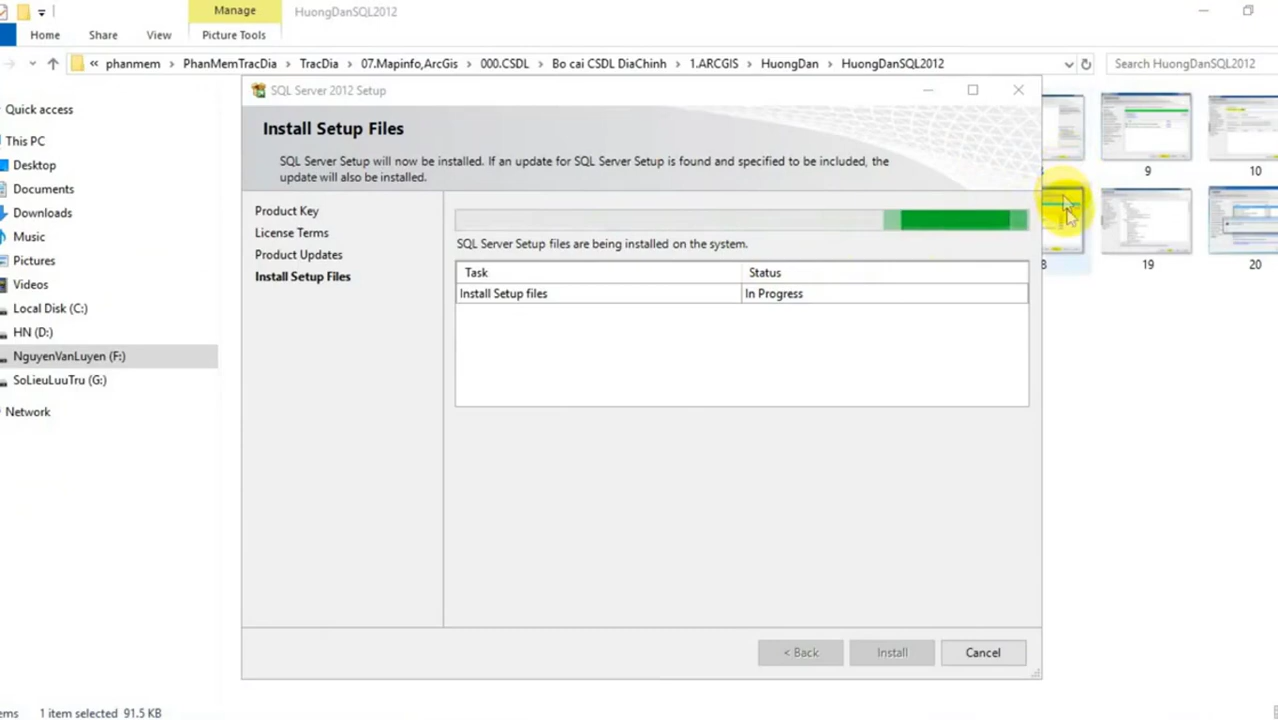 Manage
HuongDanSQL2012
Home
Share
View
Picture Tools
« phanmem > PhanMemTracDia > TracDia > 07.Mapinfo,ArcGis > 000.CSDL > Bo cai CSDL DiaChinh > 1.ARCGIS > HuongDan > HuongDanSQL2012
Search HuongDanSQL2012
Quick access
This PC
Desktop
Documents
Downloads
Music
Pictures
Videos
Local Disk (C:)
HN (D:)
NguyenVanLuyen (F:)
SoLieuLuuTru (G:)
Network
SQL Server 2012 Setup
Install Setup Files
SQL Server Setup will now be installed. If an update for SQL Server Setup is found and specified to be included, the
update will also be installed.
Product Key
License Terms
Product Updates
Install Setup Files
SQL Server Setup files are being installed on the system.
Task
Status
Install Setup files
In Progress
< Back
Install
Cancel
9
10
8
19
20
ems
1 item selected 91.5 KB